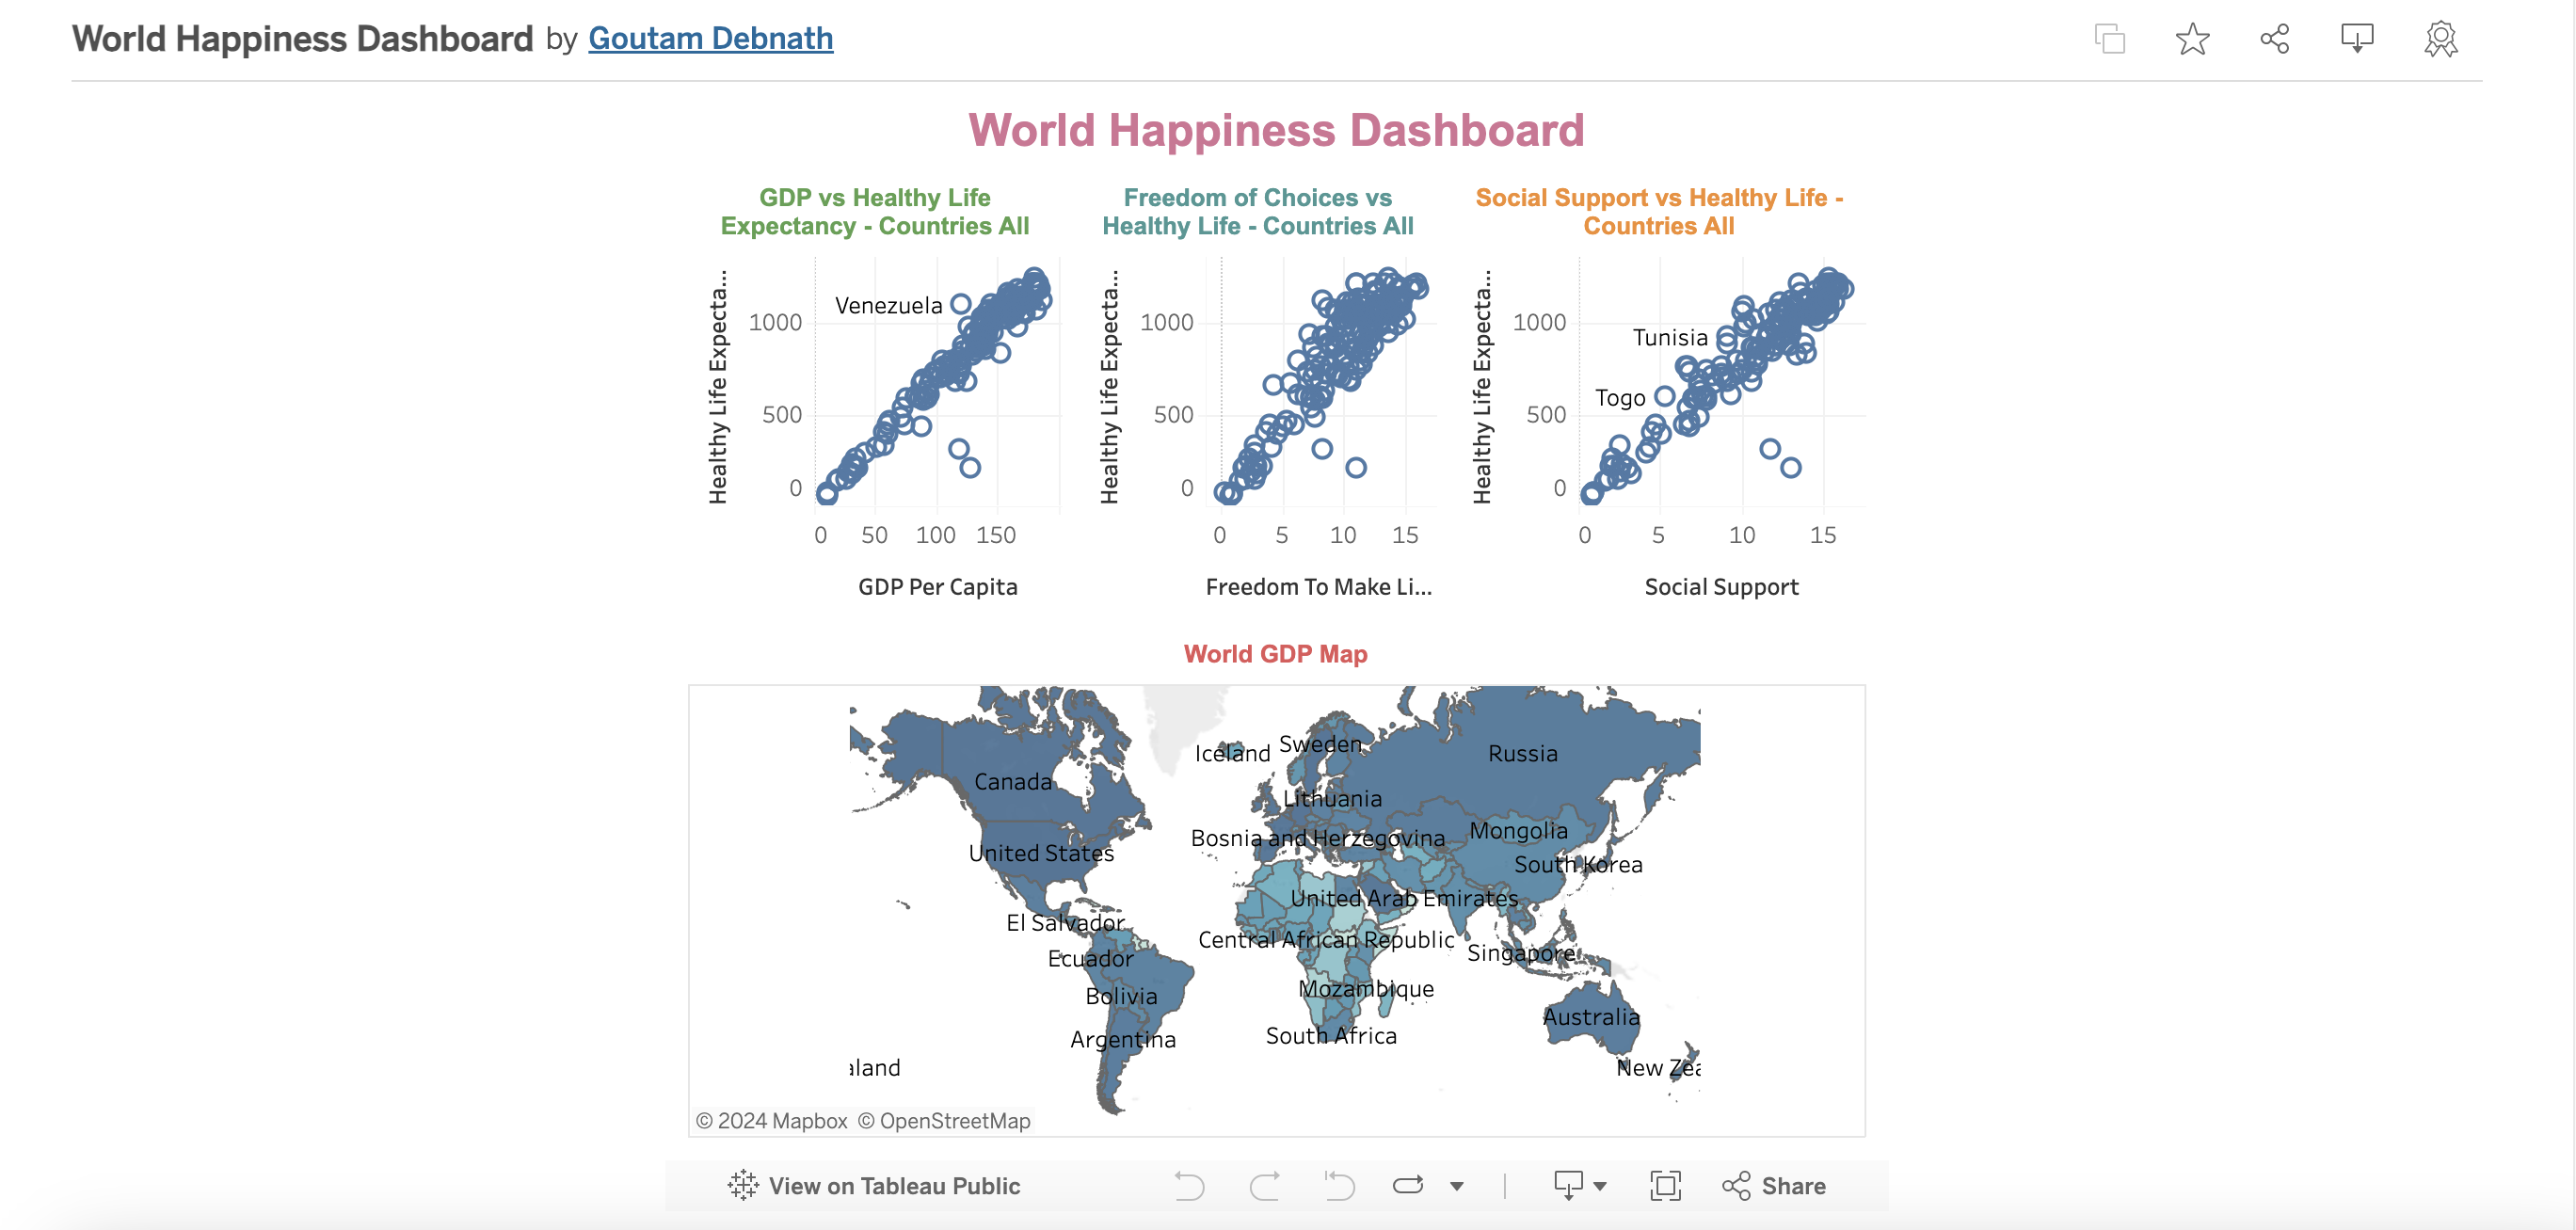 World Happiness Dashboard by Goutam Debnath
World Happiness Dashboard
GDP vs Healthy Life
Expectancy - Countries All
Healthy Life Expecta...
1000
500
0
Venezuela
0 50 100 150
GDP Per Capita
Freedom of Choices vs
Healthy Life - Countries All
Healthy Life Expecta...
1000
500
0
0 5 10 15
Freedom To Make Li...
Social Support vs Healthy Life -
Countries All
Healthy Life Expecta...
1000
500
0
Tunisia
Togo
0 5 10 15
Social Support
World GDP Map
Iceland
Sweden
Russia
Canada
Lithuania
Bosnia and Herzegovina
Mongolia
United States
South Korea
United Arab Emirates
El Salvador
Central African Republic
Singapore
Ecuador
Mozambique
Bolivia
Australia
South Africa
Argentina
aland
New Zea
© 2024 Mapbox © OpenStreetMap
View on Tableau Public
Share